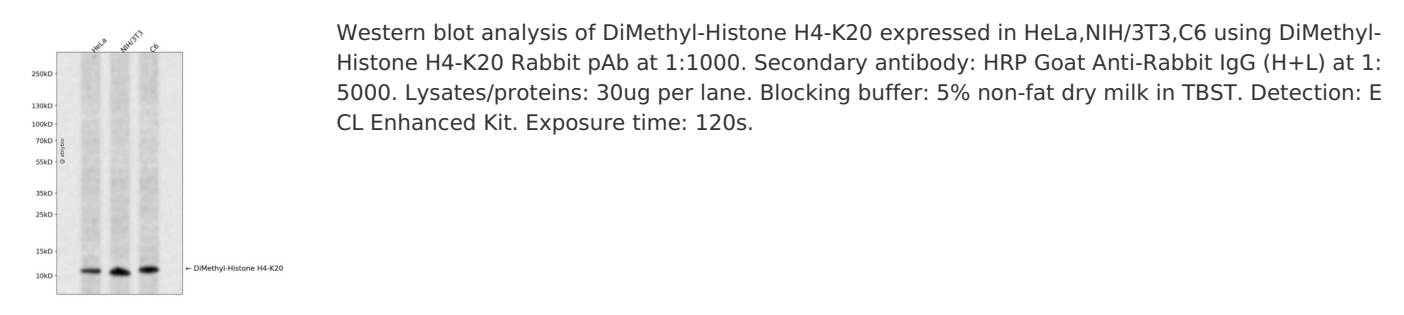 HeLa
NIH/3T3
C6
250kD
130kD
100kD
70kD
55kD
35kD
25kD
15kD
10kD
← DiMethyl-Histone H4-K20
Western blot analysis of DiMethyl-Histone H4-K20 expressed in HeLa,NIH/3T3,C6 using DiMethyl-
Histone H4-K20 Rabbit pAb at 1:1000. Secondary antibody: HRP Goat Anti-Rabbit IgG (H+L) at 1:
5000. Lysates/proteins: 30ug per lane. Blocking buffer: 5% non-fat dry milk in TBST. Detection: E
CL Enhanced Kit. Exposure time: 120s.